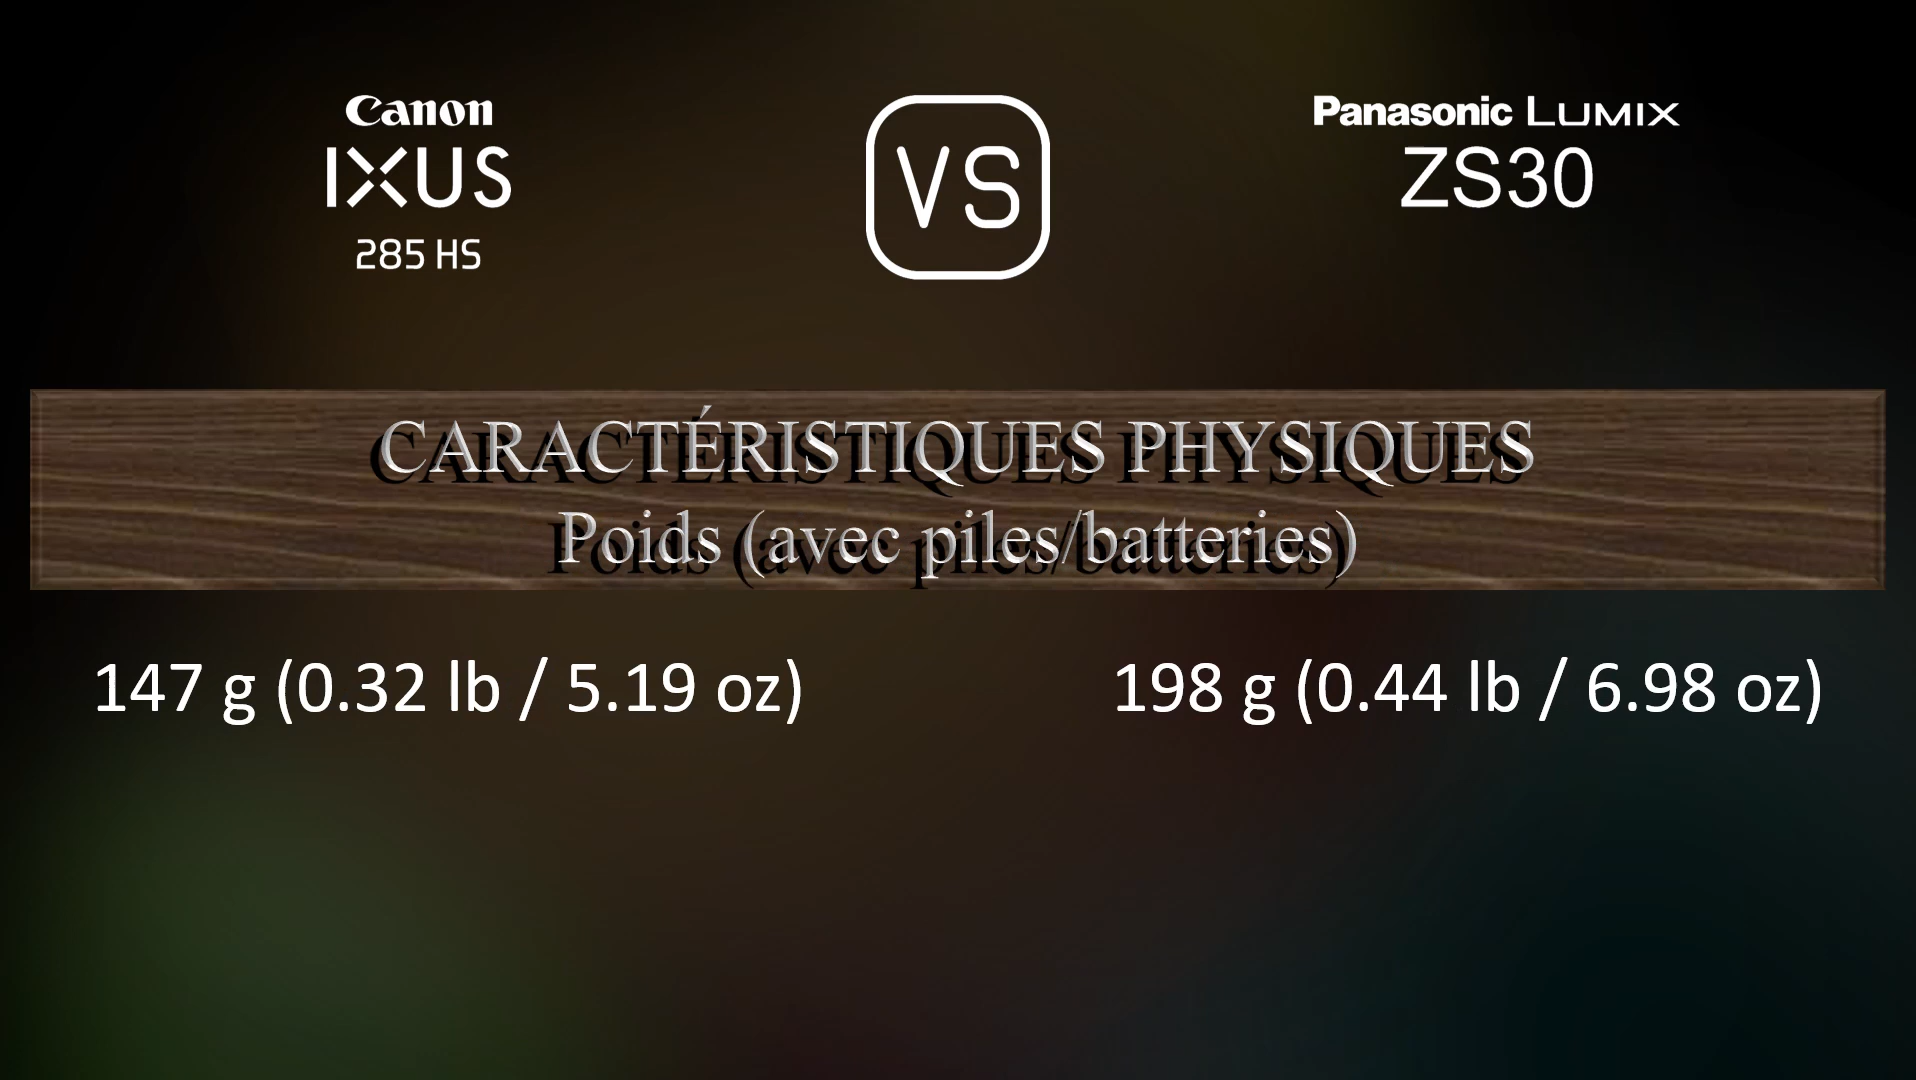 Canon
IXUS
285 HS
VS
Panasonic LUMIX
ZS30
CARACTÉRISTIQUES PHYSIQUES
Poids (avec piles/batteries)
147 g (0.32 lb / 5.19 oz)
198 g (0.44 lb / 6.98 oz)